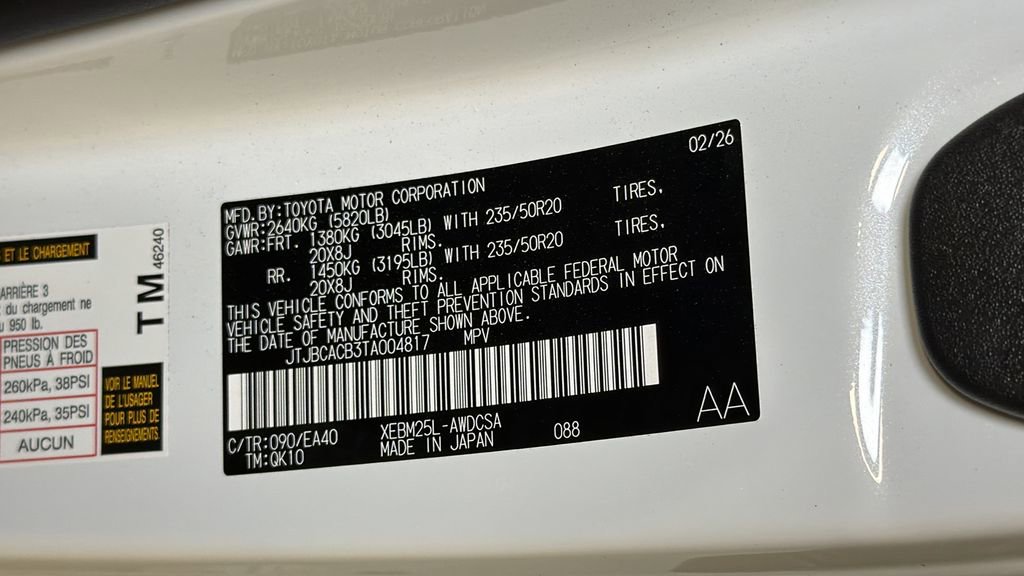 02/26
MFD.BY:TOYOTA MOTOR CORPORATION
GVWR:2640KG (5820LB)
GAWR:FRT. 1380KG (3045LB) WITH 235/50R20 TIRES,
20X8J RIMS.
RR. 1450KG (3195LB) WITH 235/50R20 TIRES,
20X8J RIMS.
THIS VEHICLE CONFORMS TO ALL APPLICABLE FEDERAL MOTOR
VEHICLE SAFETY AND THEFT PREVENTION STANDARDS IN EFFECT ON
THE DATE OF MANUFACTURE SHOWN ABOVE.
JTJBCACB3TA004817 MPV
C/TR:090/EA40 XEBM25L-AWDCSA 088 AA
TM:QK10 MADE IN JAPAN
ET LE CHARGEMENT
ARRIÈRE 3
du chargement ne
950 lb.
PRESSION DES
PNEUS À FROID
260kPa, 38PSI
240kPa, 35PSI
AUCUN
TM 46240
VOIR LE MANUEL
DE L'USAGER
POUR PLUS DE
RENSEIGNEMENTS